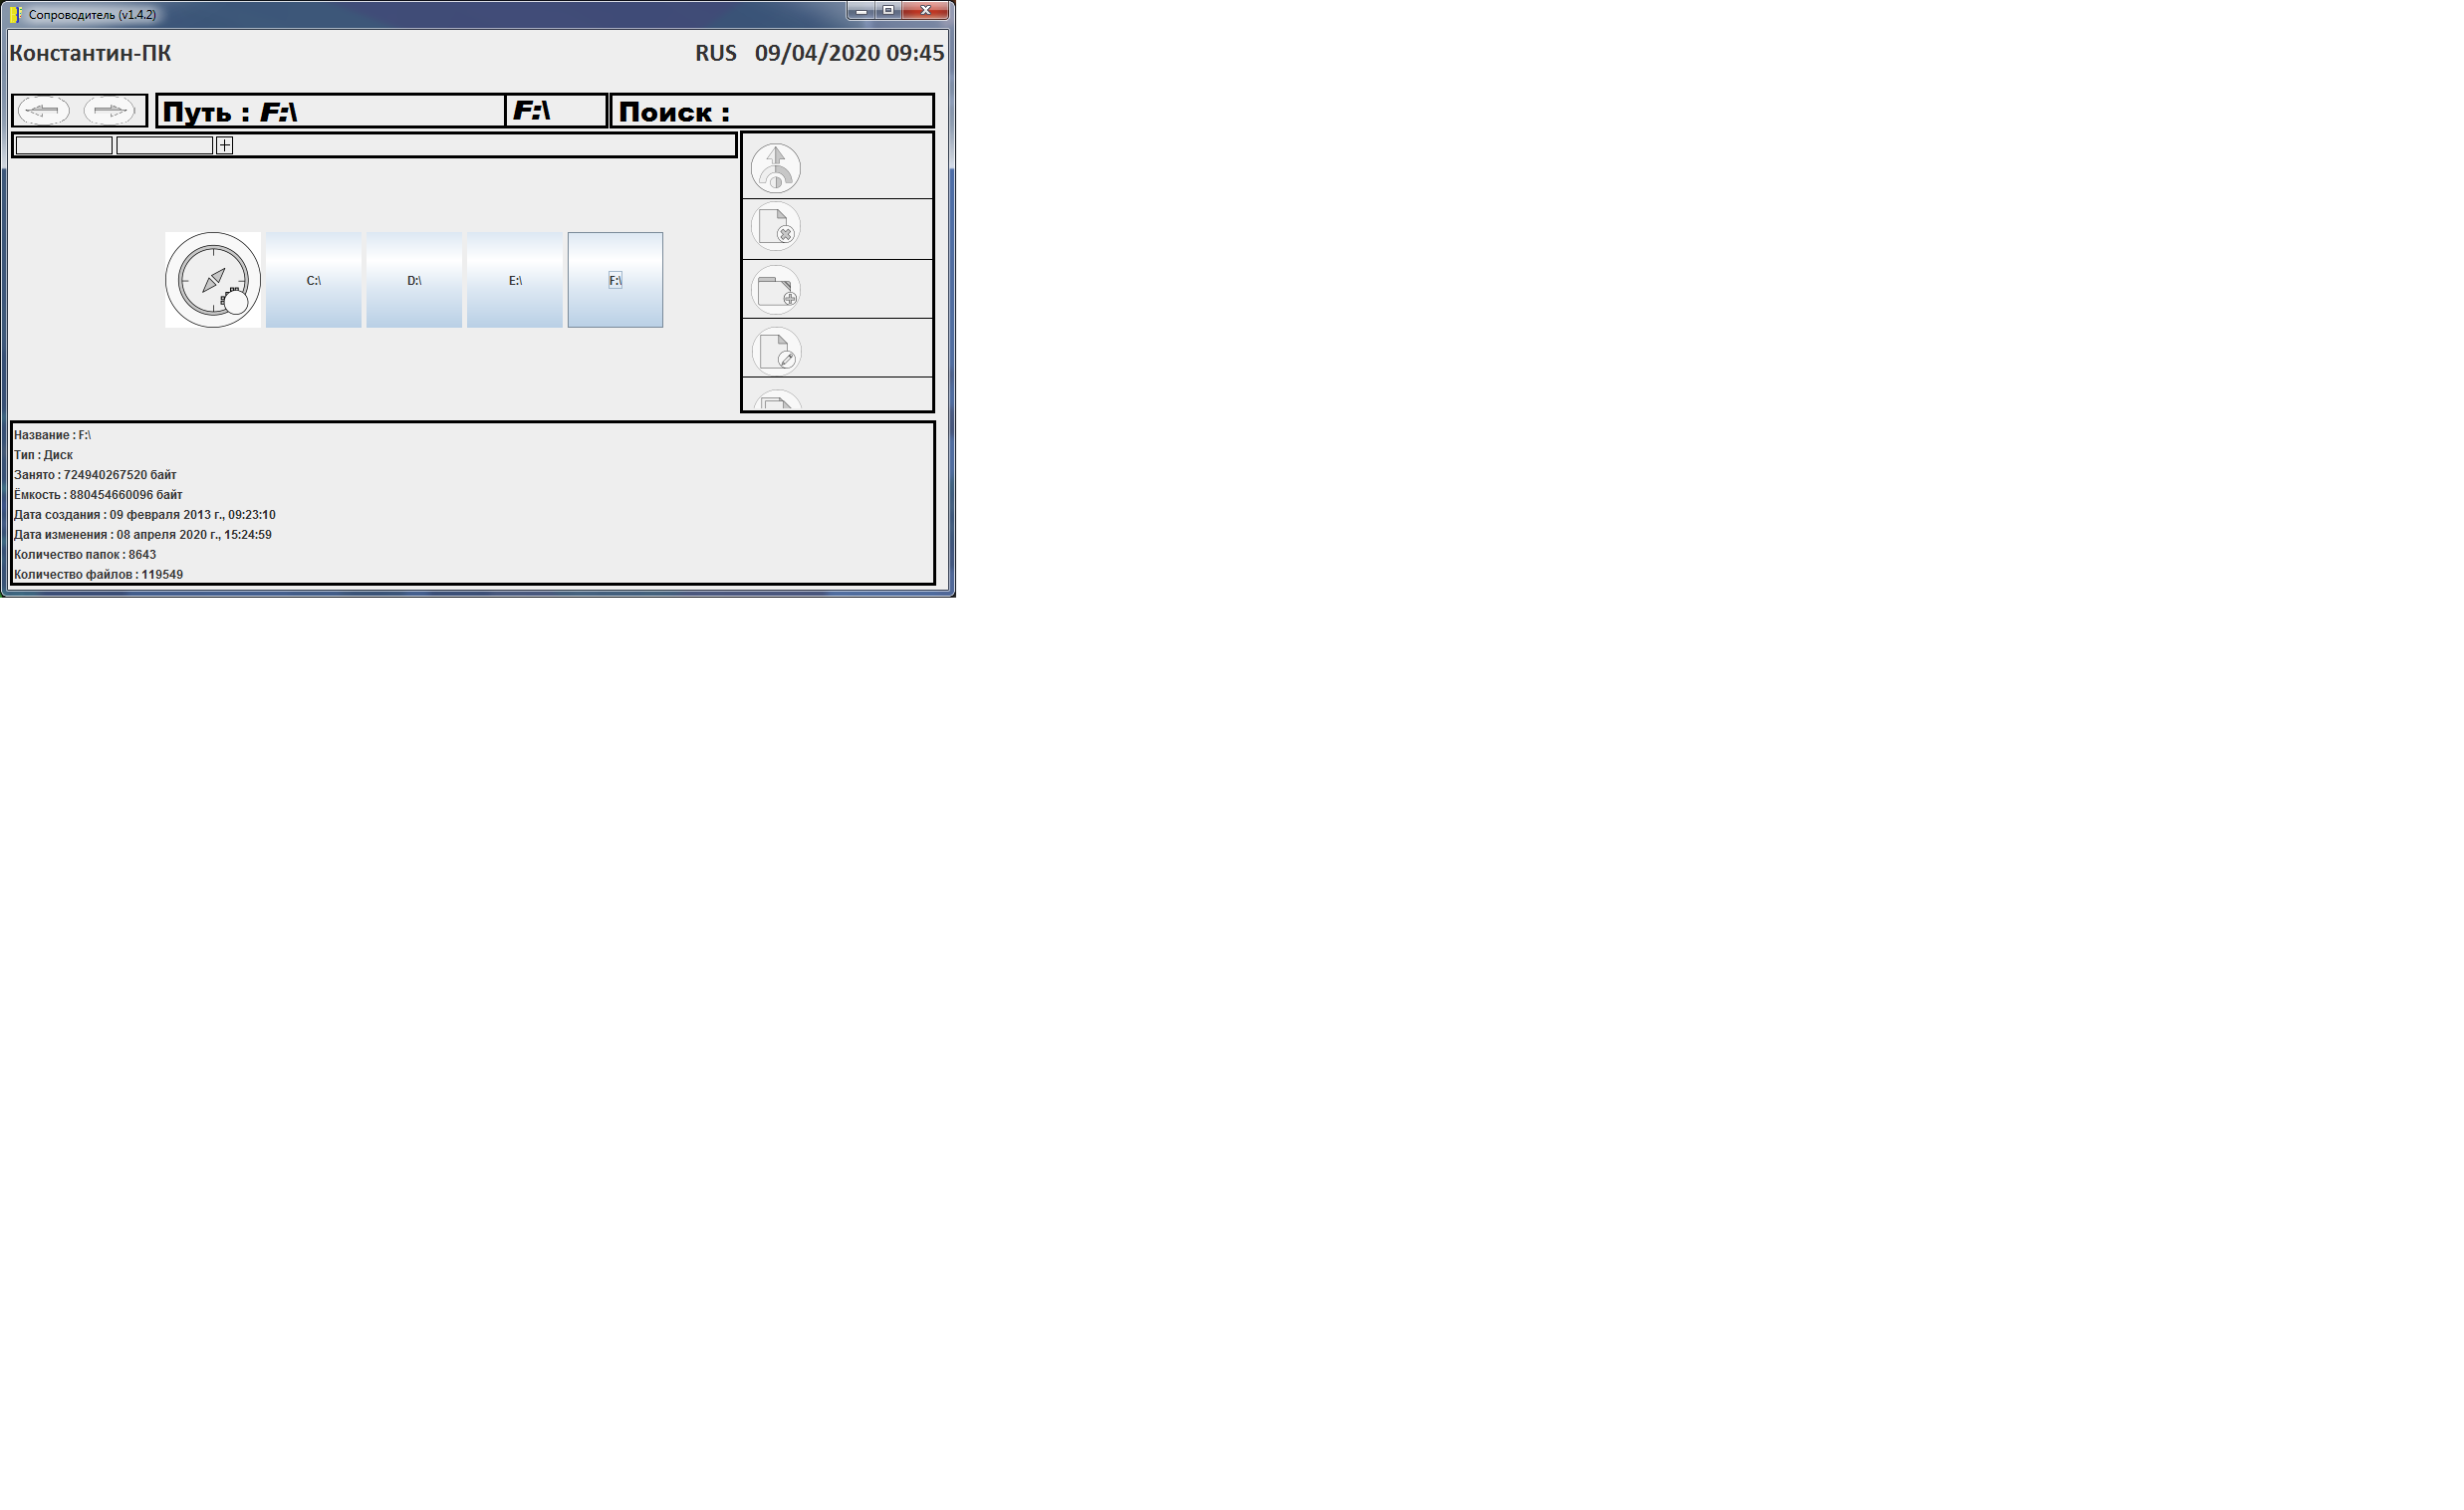 Сопроводитель (v1.4.2)
Константин-ПК RUS 09/04/2020 09:45
Путь : F:\ F:\ Поиск :
C:\ D:\ E:\ F:\
Название : F:\
Тип : Диск
Занято : 724940267520 байт
Ёмкость : 880454660096 байт
Дата создания : 09 февраля 2013 г., 09:23:10
Дата изменения : 08 апреля 2020 г., 15:24:59
Количество папок : 8643
Количество файлов : 119549